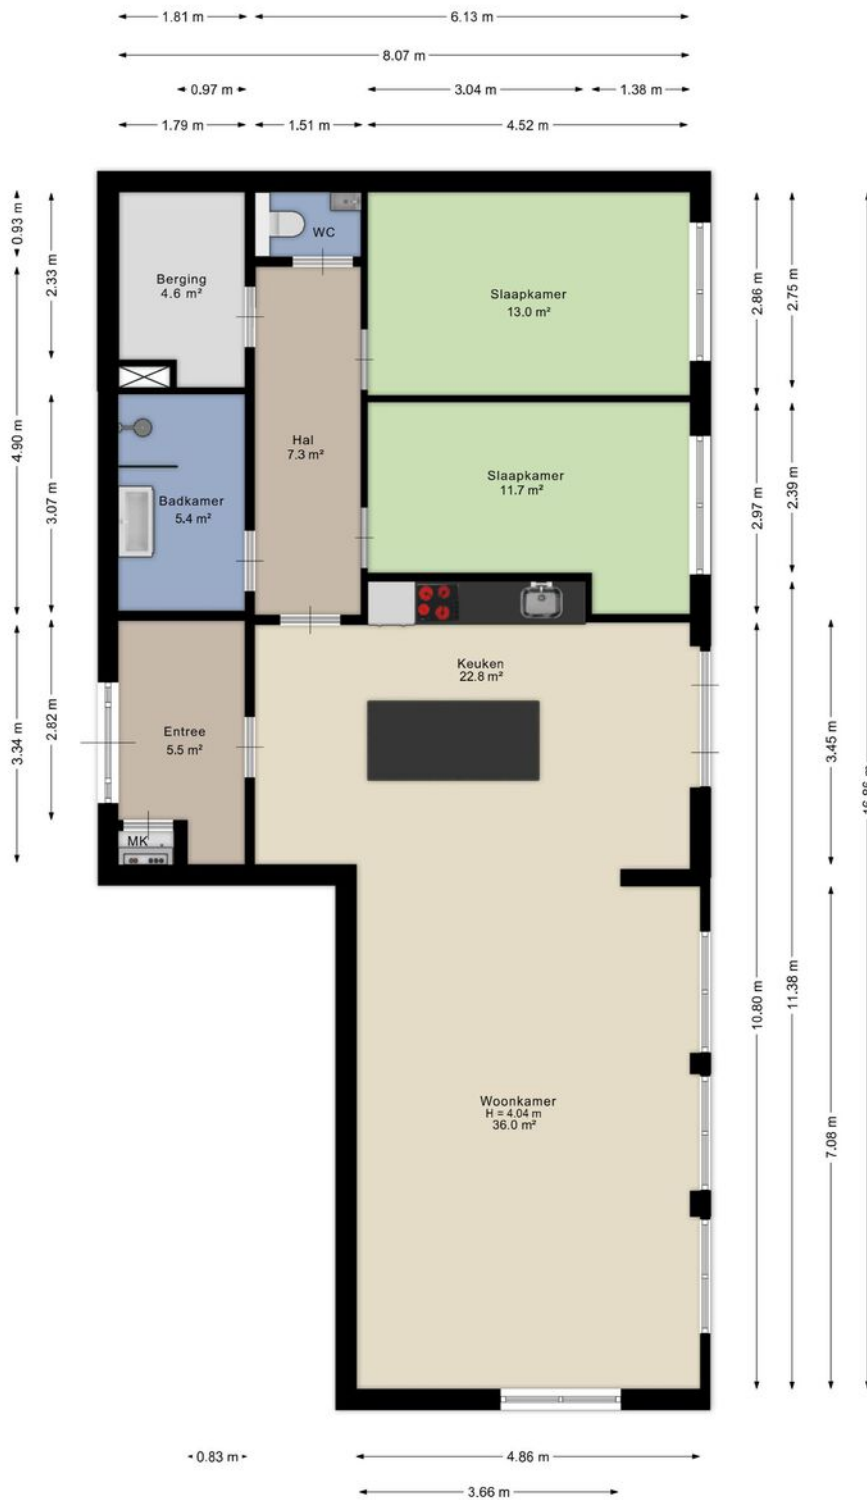 1.81 m
6.13 m
8.07 m
0.97 m
3.04 m
1.38 m
1.79 m
1.51 m
4.52 m
0.93 m
2.33 m
4.90 m
3.07 m
3.34 m
2.82 m
WC
Berging
4.6 m²
Slaapkamer
13.0 m²
Hal
7.3 m²
Slaapkamer
11.7 m²
Badkamer
5.4 m²
Keuken
22.8 m²
Entree
5.5 m²
MK
Woonkamer
H = 4.04 m
36.0 m²
2.86 m
2.75 m
2.97 m
2.39 m
3.45 m
10.80 m
11.38 m
7.08 m
0.83 m
4.86 m
3.66 m